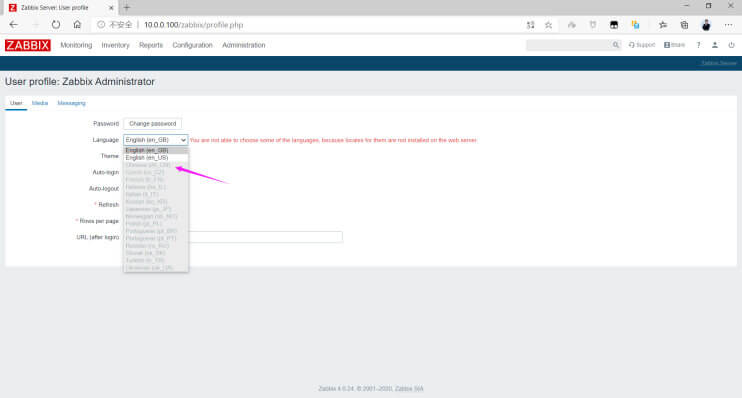 Zabbix Server: User profile
不安全 | 10.0.0.100/zabbix/profile.php
ZABBIX Monitoring Inventory Reports Configuration Administration Support Share ?
Zabbix Server
User profile: Zabbix Administrator
User Media Messaging
Password Change password
Language English (en_GB) You are not able to choose some of the languages, because locales for them are not installed on the web server.
English (en_GB)
Theme English (en_US)
Chinese (zh_CN)
Auto-login Czech (cs_CZ)
French (fr_FR)
Hebrew (he_IL)
Auto-logout
Italian (it_IT)
Korean (ko_KR)
* Refresh Japanese (ja_JP)
Norwegian (nb_NO)
* Rows per page Polish (pl_PL)
Portuguese (pt_BR)
URL (after login) Portuguese (pt_PT)
Russian (ru_RU)
Slovak (sk_SK)
Turkish (tr_TR)
Ukrainian (uk_UA)
Zabbix 4.0.24. © 2001–2020, Zabbix SIA